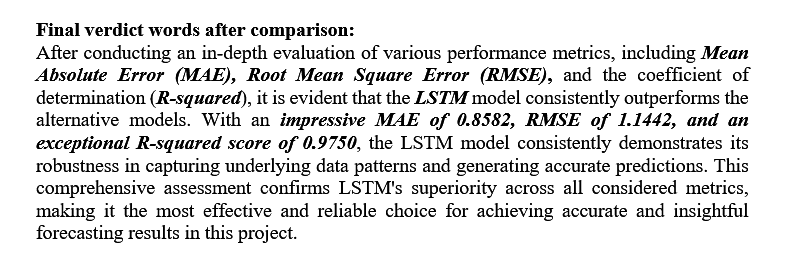 Final verdict words after comparison:
After conducting an in-depth evaluation of various performance metrics, including Mean
Absolute Error (MAE), Root Mean Square Error (RMSE), and the coefficient of
determination (R-squared), it is evident that the LSTM model consistently outperforms the
alternative models. With an impressive MAE of 0.8582, RMSE of 1.1442, and an
exceptional R-squared score of 0.9750, the LSTM model consistently demonstrates its
robustness in capturing underlying data patterns and generating accurate predictions. This
comprehensive assessment confirms LSTM's superiority across all considered metrics,
making it the most effective and reliable choice for achieving accurate and insightful
forecasting results in this project.